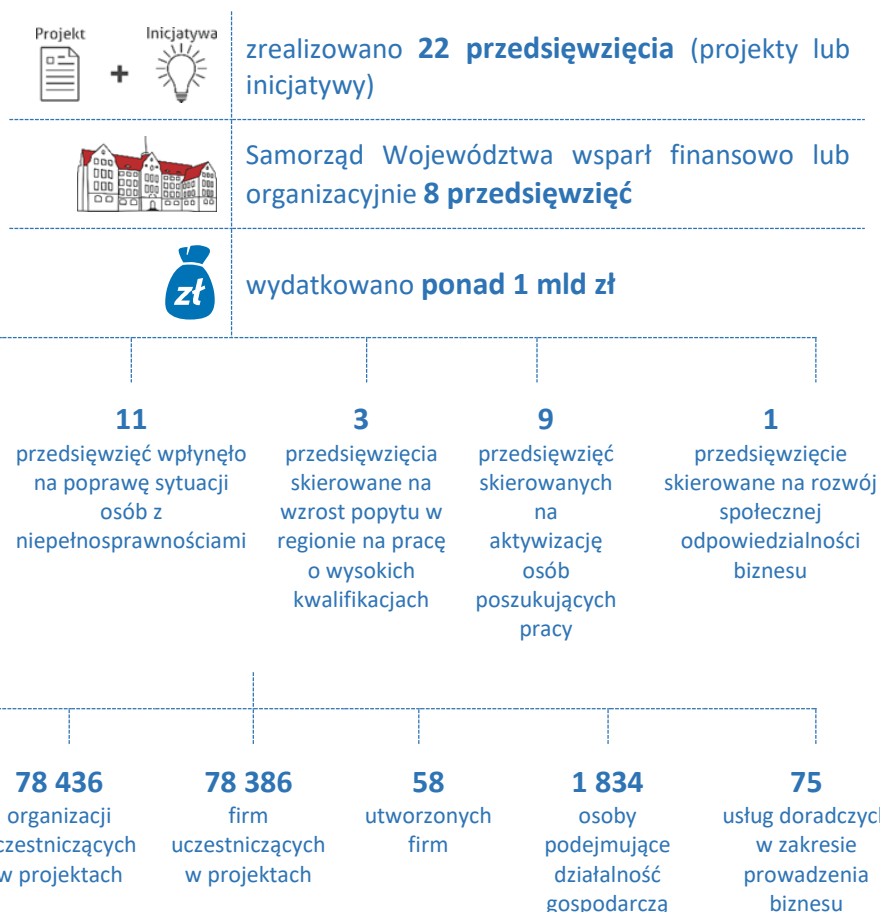 Projekt
Inicjatywa
+
zrealizowano 22 przedsięwzięcia (projekty lub
inicjatywy)
Samorząd Województwa wsparł finansowo lub
organizacyjnie 8 przedsięwzięć
zł
wydatkowano ponad 1 mld zł
11
przedsięwzięć wpłynęło
na poprawę sytuacji
osób z
niepełnosprawnościami
3
przedsięwzięcia
skierowane na
wzrost popytu w
regionie na pracę
o wysokich
kwalifikacjach
9
przedsięwzięć
skierowanych
na
aktywizację
osób
poszukujących
pracy
1
przedsięwzięcie
skierowane na rozwój
społecznej
odpowiedzialności
biznesu
78 436
organizacji
czestniczących
w projektach
78 386
firm
uczestniczących
w projektach
58
utworzonych
firm
1 834
osoby
podejmujące
działalność
gospodarczą
75
usług doradczych
w zakresie
prowadzenia
biznesu